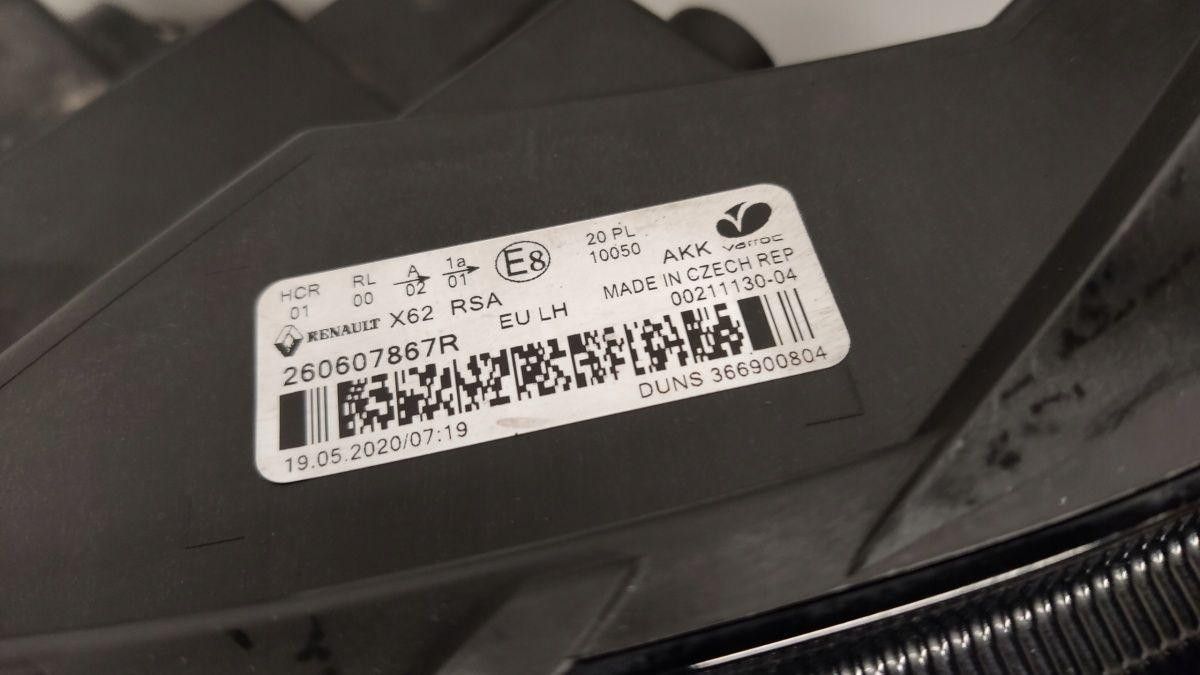 HCR RL A 1a E8 20 PL AKK varroc
01 00 02 01 10050 MADE IN CZECH REP
RENAULT X62 RSA EU LH 00211130-04
260607867R
DUNS 366900804
19.05.2020/07:19